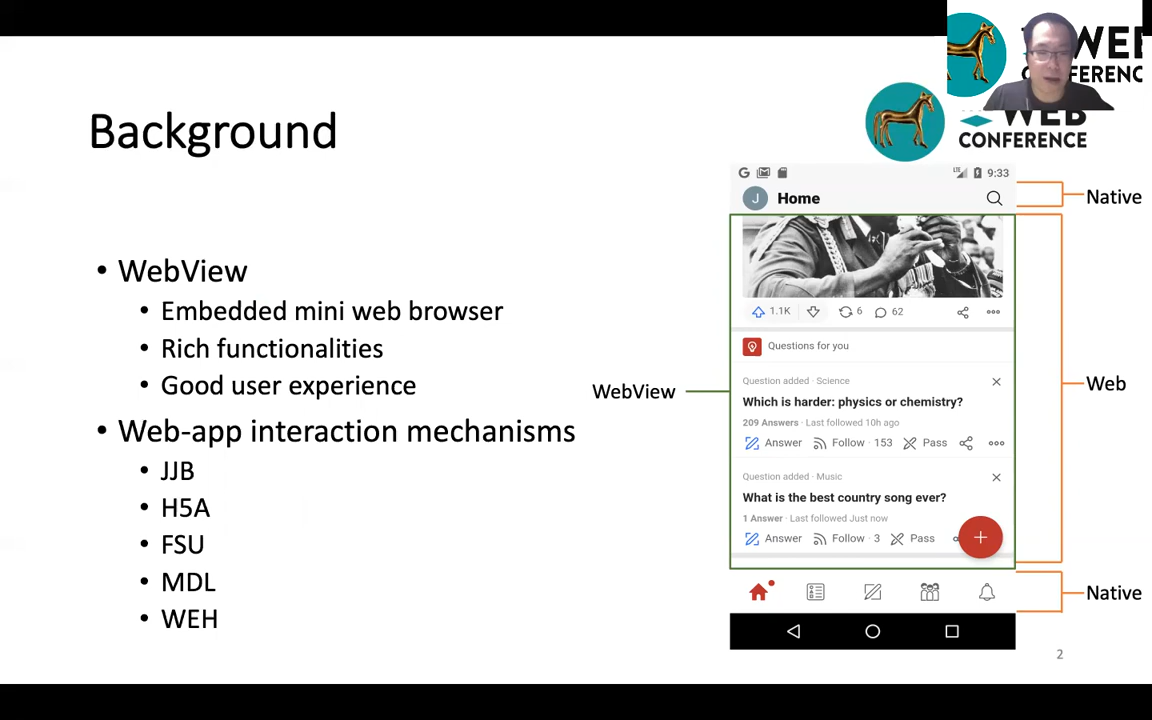 WEB
CONFERENC
WEB
CONFERENCE
Background
9:33
J Home
Native
• WebView
• Embedded mini web browser
• Rich functionalities
• Good user experience
• Web-app interaction mechanisms
• JJB
• H5A
• FSU
• MDL
• WEH
1.1K 6 62
Questions for you
WebView
Web
Question added · Science
Which is harder: physics or chemistry?
209 Answers · Last followed 10h ago
Answer Follow · 153 Pass
Question added · Music
What is the best country song ever?
1 Answer · Last followed Just now
Answer Follow · 3 Pass
Native
2